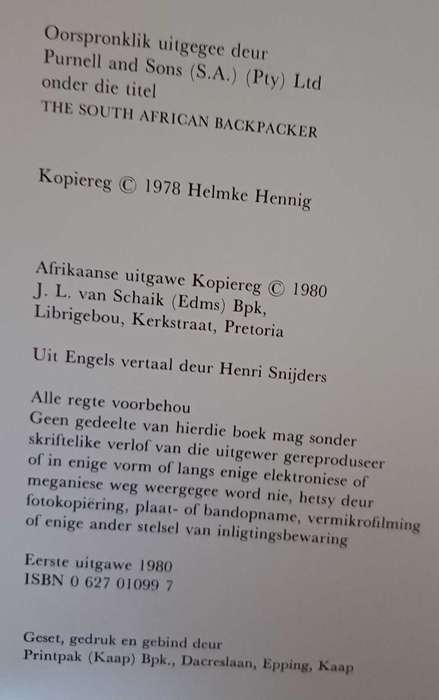 Oorspronklik uitgegee deur
Purnell and Sons (S.A.) (Pty) Ltd
onder die titel
THE SOUTH AFRICAN BACKPACKER
Kopiereg © 1978 Helmke Hennig
Afrikaanse uitgawe Kopiereg © 1980
J. L. van Schaik (Edms) Bpk,
Librigebou, Kerkstraat, Pretoria
Uit Engels vertaal deur Henri Snijders
Alle regte voorbehou
Geen gedeelte van hierdie boek mag sonder
skriftelike verlof van die uitgewer gereproduseer
of in enige vorm of langs enige elektroniese of
meganiese weg weergegee word nie, hetsy deur
fotokopiëring, plaat- of bandopname, vermikrofilming
of enige ander stelsel van inligtingsbewaring
Eerste uitgawe 1980
ISBN 0 627 01099 7
Geset, gedruk en gebind deur
Printpak (Kaap) Bpk., Dacreslaan, Epping, Kaap